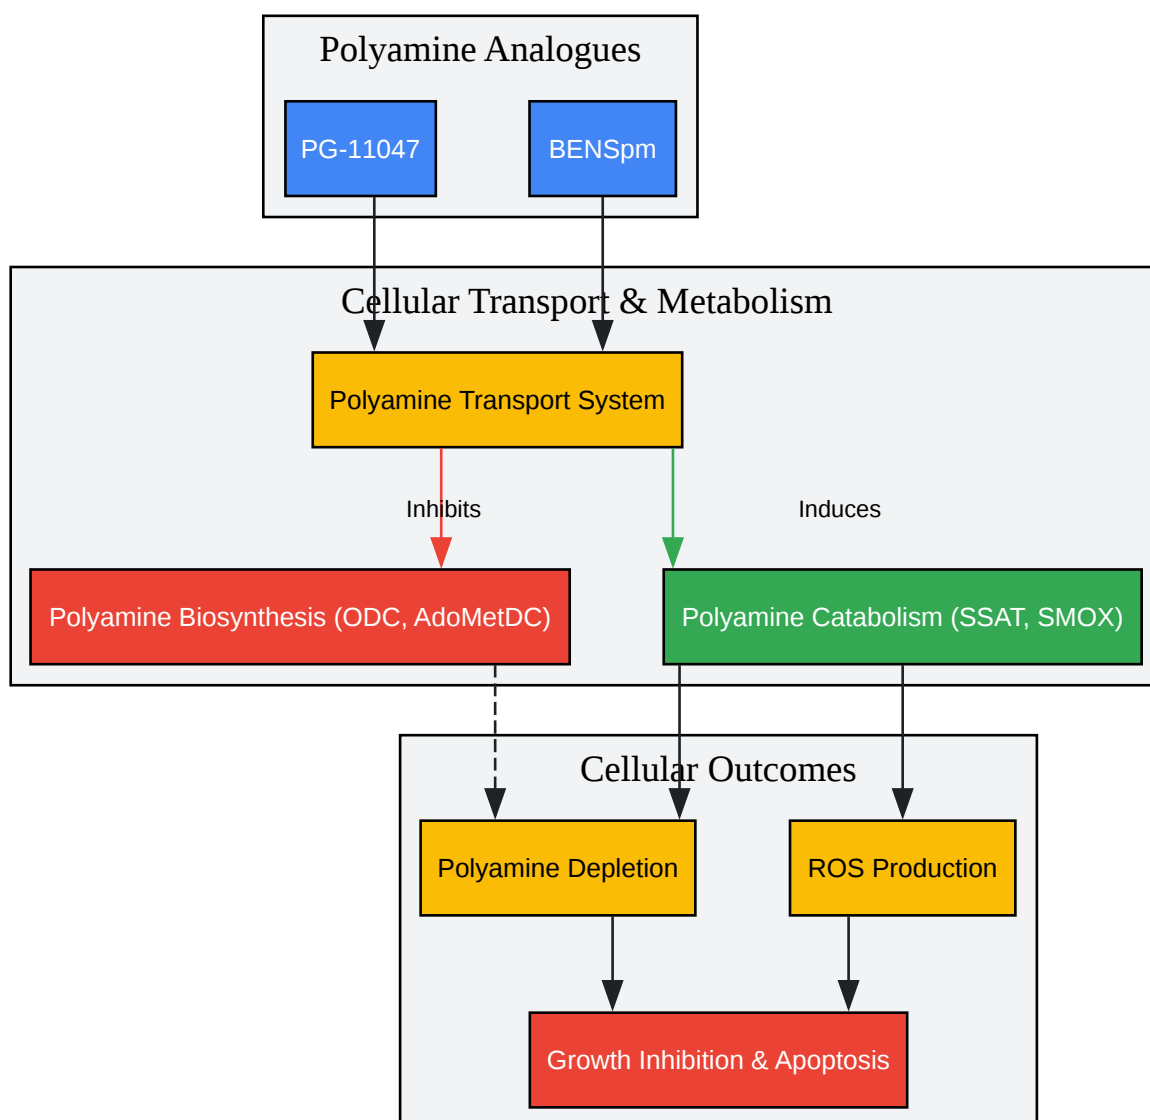 Polyamine Analogues
PG-11047
BENSpm
Cellular Transport & Metabolism
Polyamine Transport System
Inhibits
Induces
Polyamine Biosynthesis (ODC, AdoMetDC)
Polyamine Catabolism (SSAT, SMOX)
Cellular Outcomes
Polyamine Depletion
ROS Production
Growth Inhibition & Apoptosis